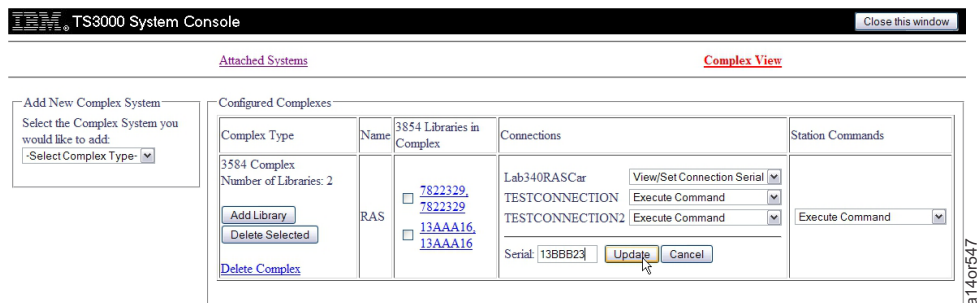 IBM® TS3000 System Console
Close this window
Attached Systems
Complex View
Add New Complex System
Select the Complex System you
would like to add:
-Select Complex Type-
Configured Complexes
Complex Type
Name
3854 Libraries in
Complex
Connections
Station Commands
3584 Complex
Number of Libraries: 2
Add Library
Delete Selected
Delete Complex
RAS
7822329,
7822329
13AAA16,
13AAA16
Lab340RASCar View/Set Connection Serial
TESTCONNECTION Execute Command
TESTCONNECTION2 Execute Command
Serial: 13BBB23 Update Cancel
Execute Command
a14or547